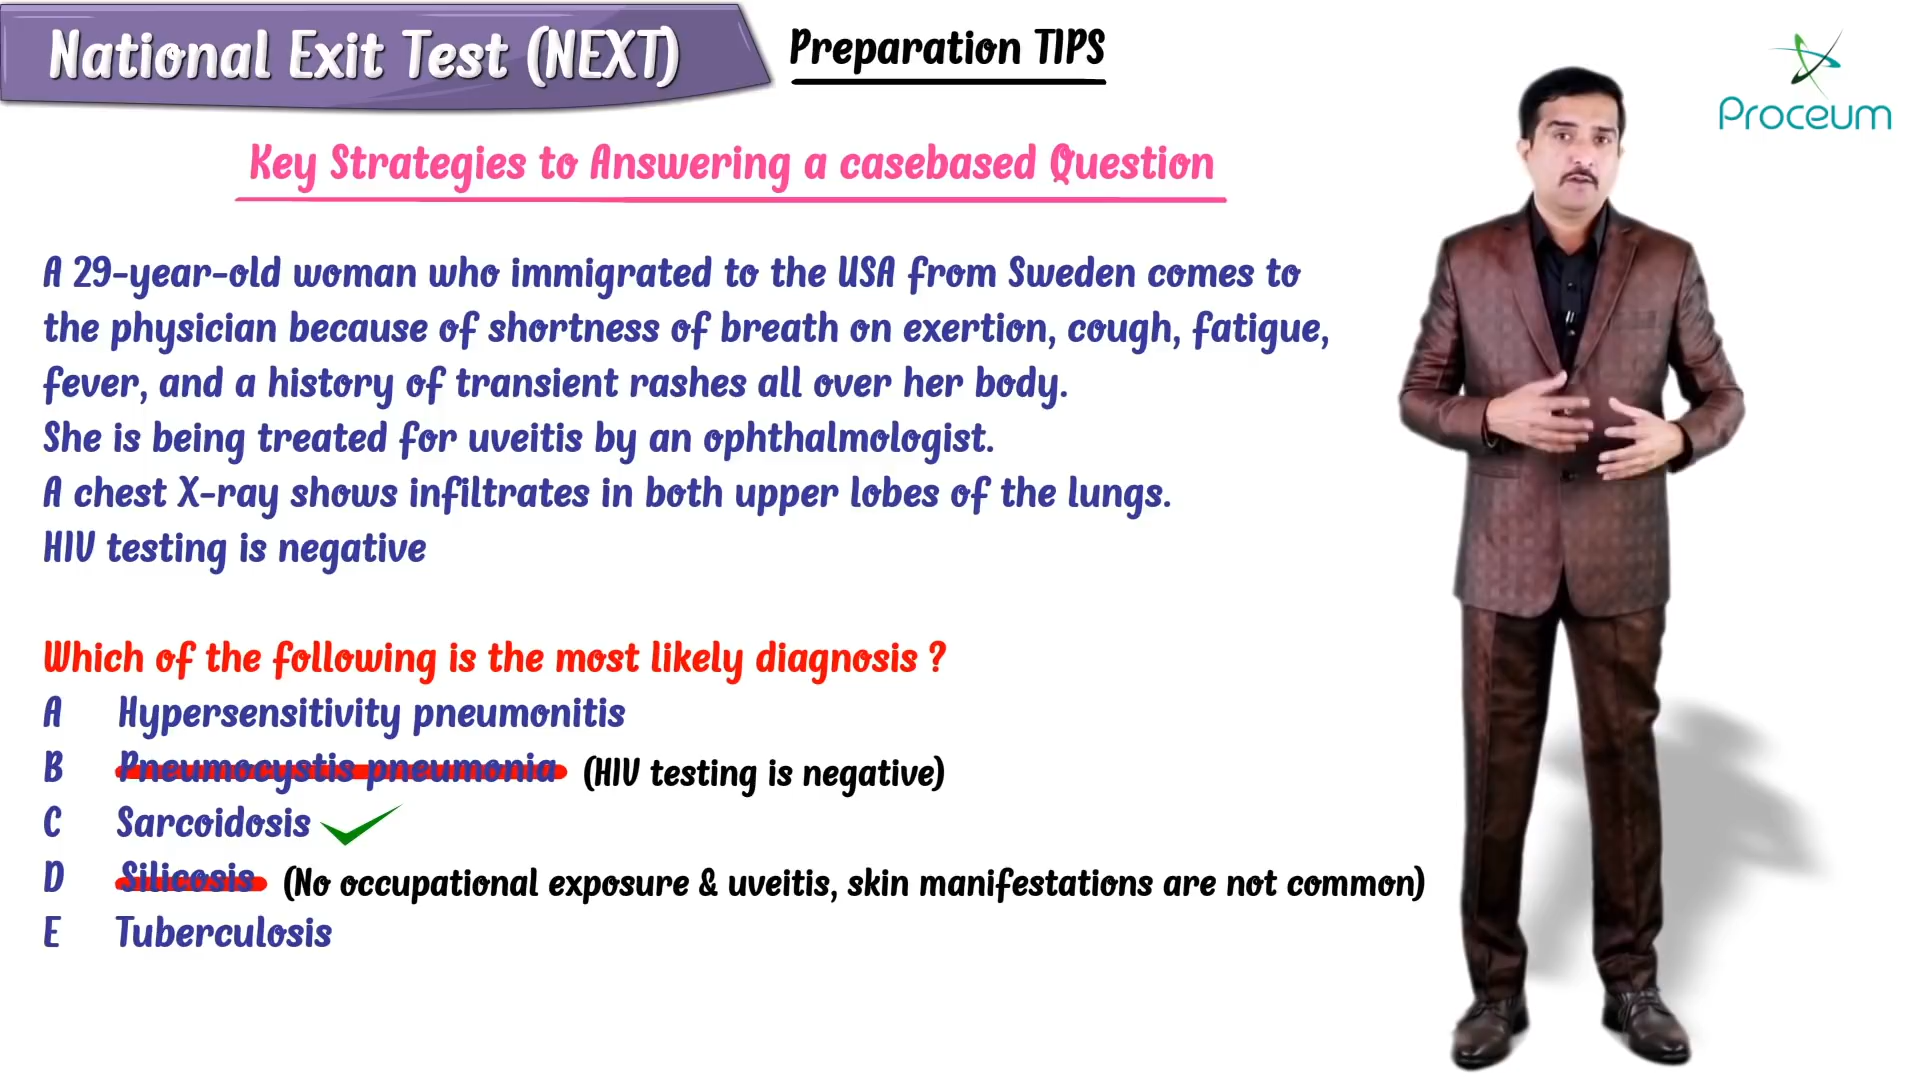 National Exit Test (NEXT)
Preparation TIPS
Proceum
Key Strategies to Answering a casebased Question
A 29-year-old woman who immigrated to the USA from Sweden comes to
the physician because of shortness of breath on exertion, cough, fatigue,
fever, and a history of transient rashes all over her body.
She is being treated for uveitis by an ophthalmologist.
A chest X-ray shows infiltrates in both upper lobes of the lungs.
HIV testing is negative
Which of the following is the most likely diagnosis ?
A Hypersensitivity pneumonitis
B Pneumocystis pneumonia (HIV testing is negative)
C Sarcoidosis
D Silicosis (No occupational exposure & uveitis, skin manifestations are not common)
E Tuberculosis